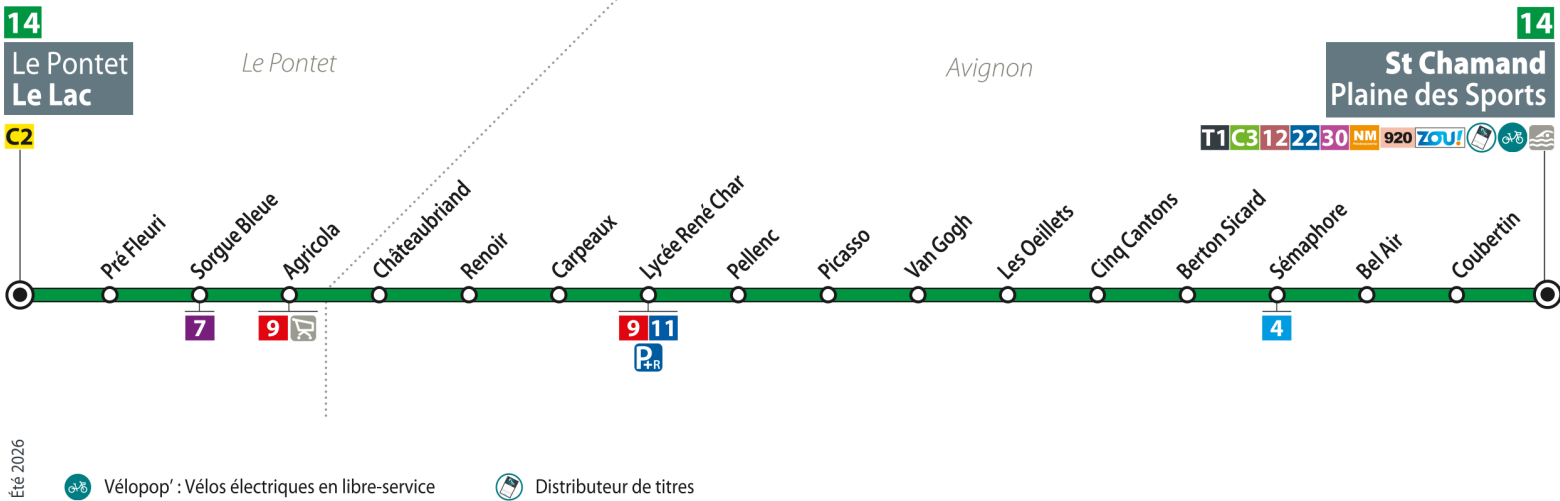 14
Le Pontet
Le Lac
C2
Le Pontet
Avignon
14
St Chamand
Plaine des Sports
T1 C3 12 22 30 NM 920 ZOU!
Pré Fleuri
Sorgue Bleue
Agricola
Châteaubriand
Renoir
Carpeaux
Lycée René Char
Pellenc
Picasso
Van Gogh
Les Oeillets
Cinq Cantons
Berton Sicard
Sémaphore
Bel Air
Coubertin
7
9
9 11
P+R
4
Été 2026
Vélopop' : Vélos électriques en libre-service
Distributeur de titres